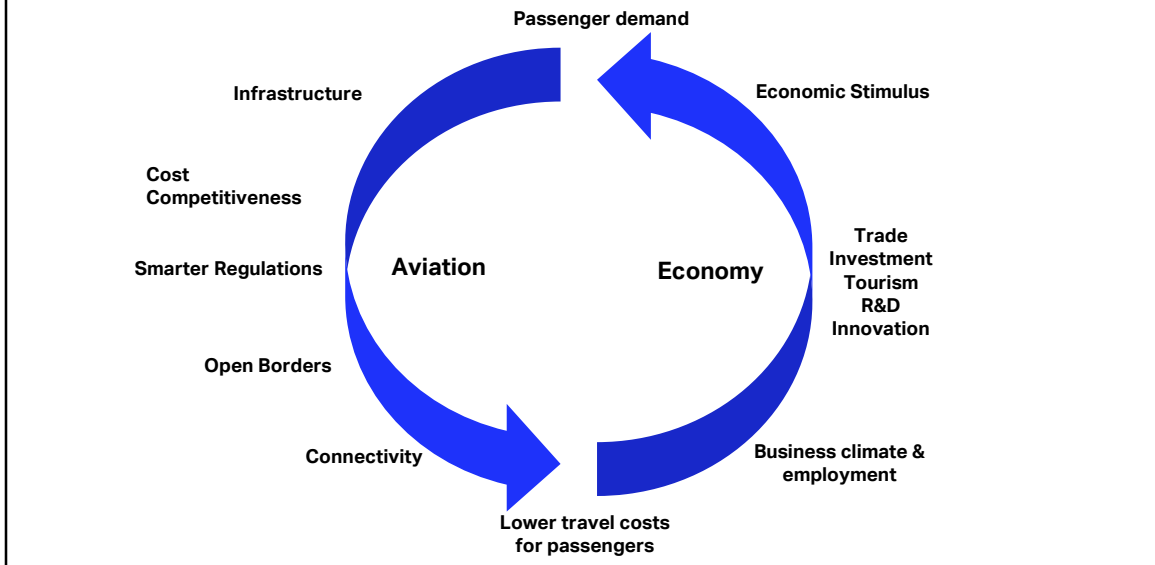 Passenger demand
Infrastructure
Economic Stimulus
Cost
Competitiveness
Trade
Investment
Tourism
R&D
Innovation
Smarter Regulations
Aviation
Economy
Open Borders
Connectivity
Business climate &
employment
Lower travel costs
for passengers